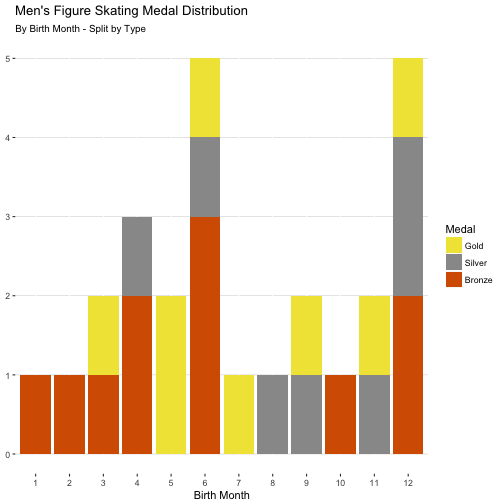 Men's Figure Skating Medal Distribution
By Birth Month - Split by Type
5
4
3
2
1
0
1 2 3 4 5 6 7 8 9 10 11 12
Birth Month
Medal
Gold
Silver
Bronze